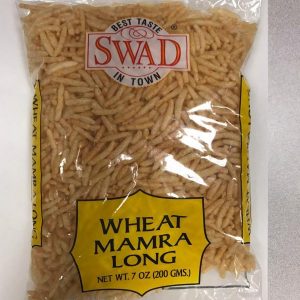 BEST TASTE
SWAD®
IN TOWN
WHEAT
MAMRA
LONG
NET WT. 7 OZ (200 GMS.)
WHEAT MAMRA LONG